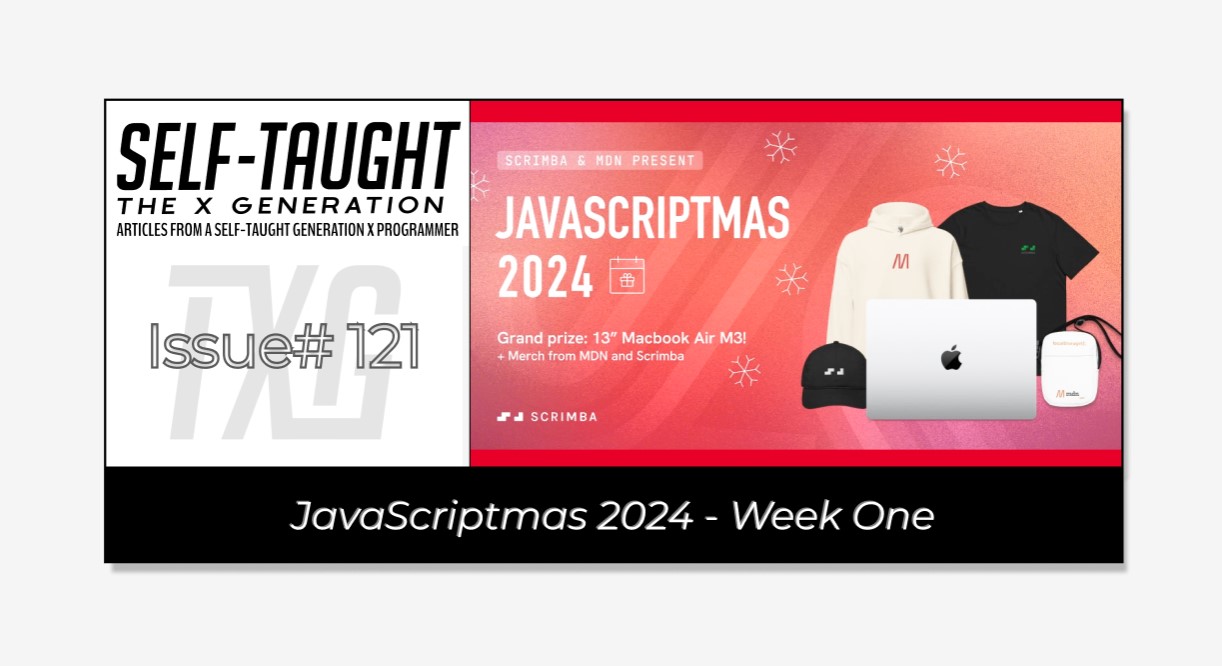 SELF-TAUGHT
THE X GENERATION
ARTICLES FROM A SELF-TAUGHT GENERATION X PROGRAMMER
TXG
Issue# 121
SCRIMBA & MDN PRESENT
JAVASCRIPTMAS
2024
Grand prize: 13” Macbook Air M3!
+ Merch from MDN and Scrimba
SCRIMBA
M
M mdn_
JavaScriptmas 2024 - Week One